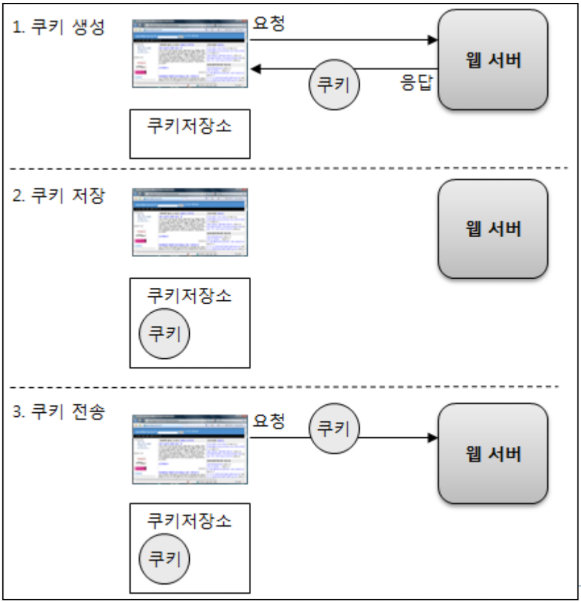 1. 쿠키 생성
요청
웹 서버
쿠키
응답
쿠키저장소
2. 쿠키 저장
웹 서버
쿠키저장소
쿠키
3. 쿠키 전송
요청
쿠키
웹 서버
쿠키저장소
쿠키